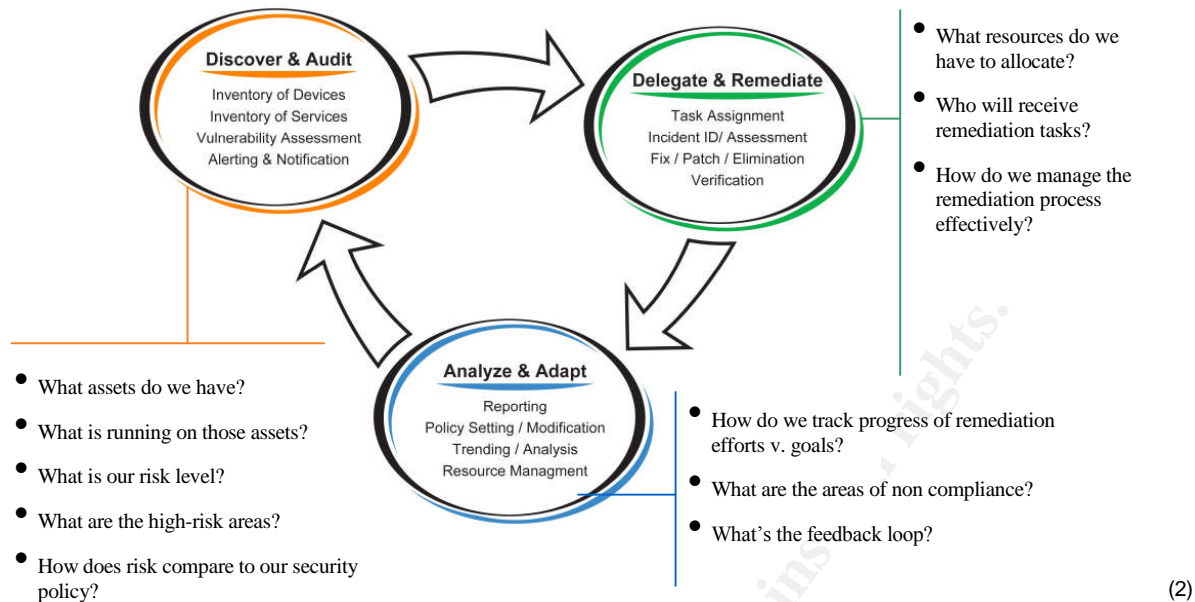 Discover & Audit
Inventory of Devices
Inventory of Services
Vulnerability Assessment
Alerting & Notification
Delegate & Remediate
Task Assignment
Incident ID/ Assessment
Fix / Patch / Elimination
Verification
• What resources do we
have to allocate?
• Who will receive
remediation tasks?
• How do we manage the
remediation process
effectively?
Analyze & Adapt
Reporting
Policy Setting / Modification
Trending / Analysis
Resource Managment
• What assets do we have?
• What is running on those assets?
• What is our risk level?
• What are the high-risk areas?
• How does risk compare to our security
policy?
• How do we track progress of remediation
efforts v. goals?
• What are the areas of non compliance?
• What’s the feedback loop?
(2)
ins
rights.